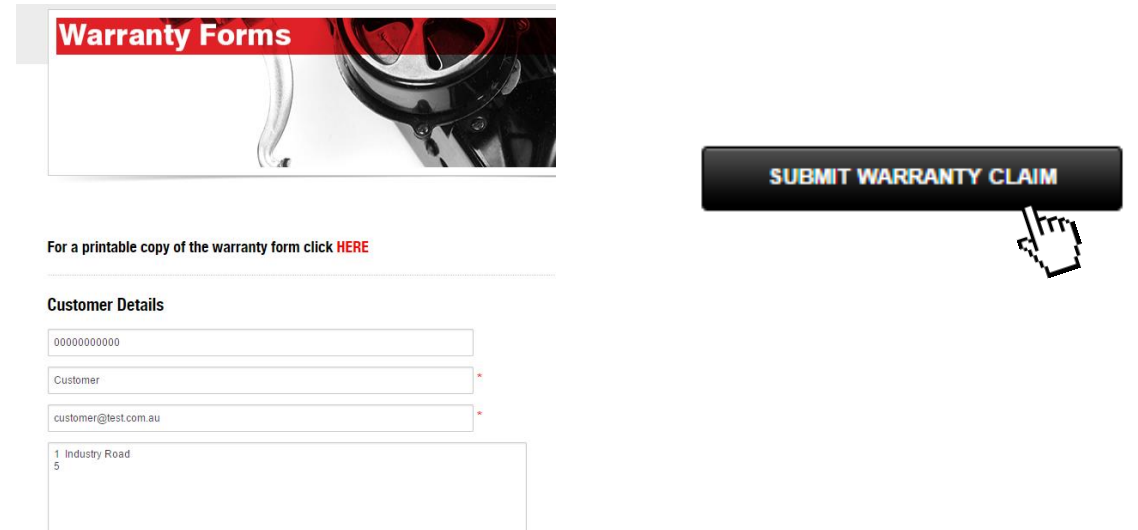 Warranty Forms
SUBMIT WARRANTY CLAIM
For a printable copy of the warranty form click HERE
Customer Details
00000000000
Customer *
customer@test.com.au *
1 Industry Road
5